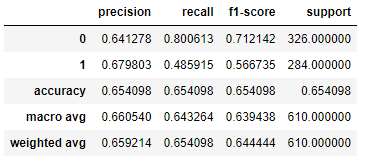 precision recall f1-score support
0 0.641278 0.800613 0.712142 326.000000
1 0.679803 0.485915 0.566735 284.000000
accuracy 0.654098 0.654098 0.654098 0.654098
macro avg 0.660540 0.643264 0.639438 610.000000
weighted avg 0.659214 0.654098 0.644444 610.000000